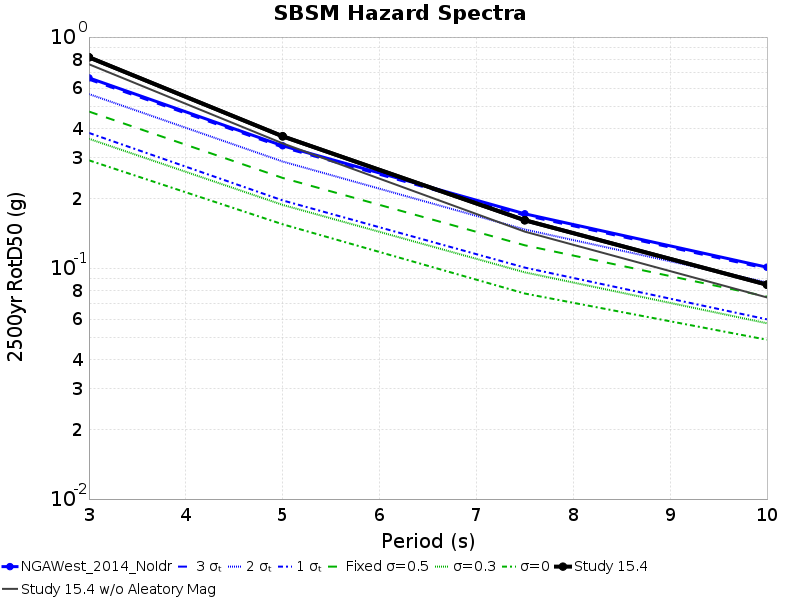 SBSM Hazard Spectra
10^0
8
6
4
3
2
10^-1
8
6
4
3
2
10^-2
2500yr RotD50 (g)
3 4 5 6 7 8 9 10
Period (s)
NGAWest_2014_NoIdr 3 σₜ 2 σₜ 1 σₜ Fixed σ=0.5 σ=0.3 σ=0 Study 15.4
Study 15.4 w/o Aleatory Mag